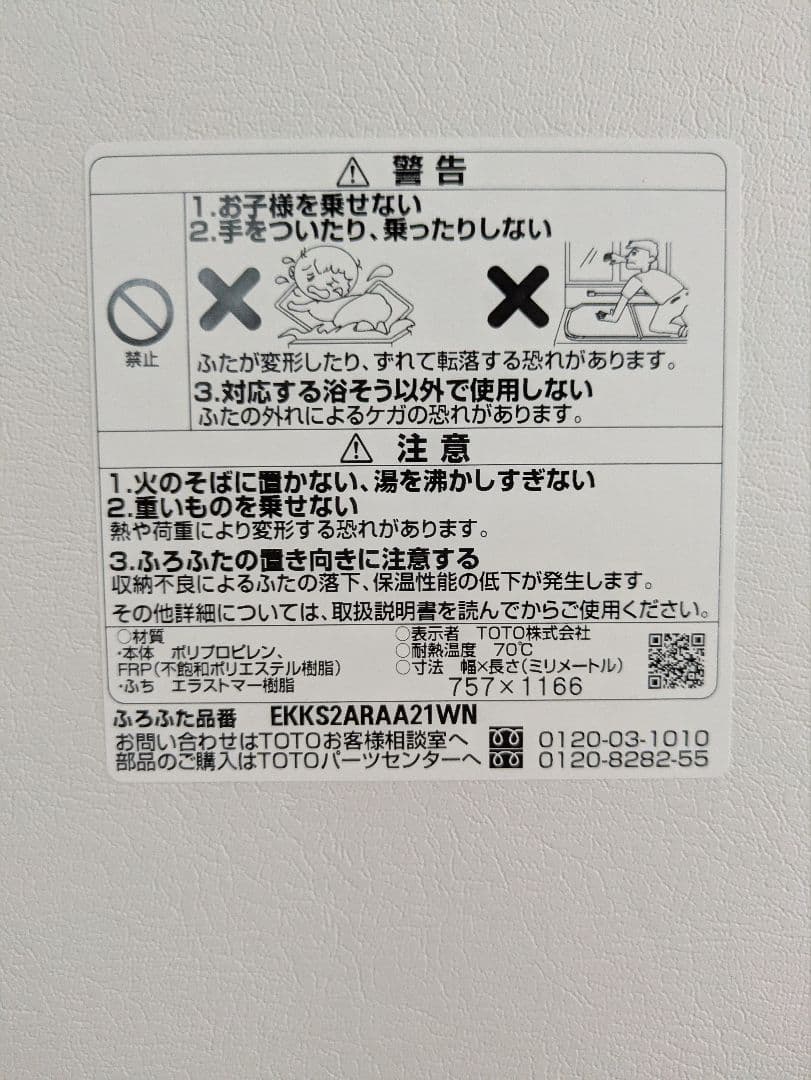 ⚠ 警告
禁止
1.お子様を乗せない
2.手をついたり、乗ったりしない
ふたが変形したり、ずれて転落する恐れがあります。
3.対応する浴そう以外で使用しない
ふたの外れによるケガの恐れがあります。
⚠ 注意
1.火のそばに置かない、湯を沸かしすぎない
2.重いものを乗せない
熱や荷重により変形する恐れがあります。
3.ふろふたの置き向きに注意する
収納不良によるふたの落下、保温性能の低下が発生します。
その他詳細については、取扱説明書を読んでからご使用ください。
○材質
・本体 ポリプロピレン、
FRP(不飽和ポリエステル樹脂)
・ふち エラストマー樹脂
○表示者 TOTO株式会社
○耐熱温度 70℃
○寸法 幅×長さ(ミリメートル)
757×1166
ふろふた品番 EKKS2ARAA21WN
お問い合わせはTOTOお客様相談室へ 0120-03-1010
部品のご購入はTOTOパーツセンターへ 0120-8282-55